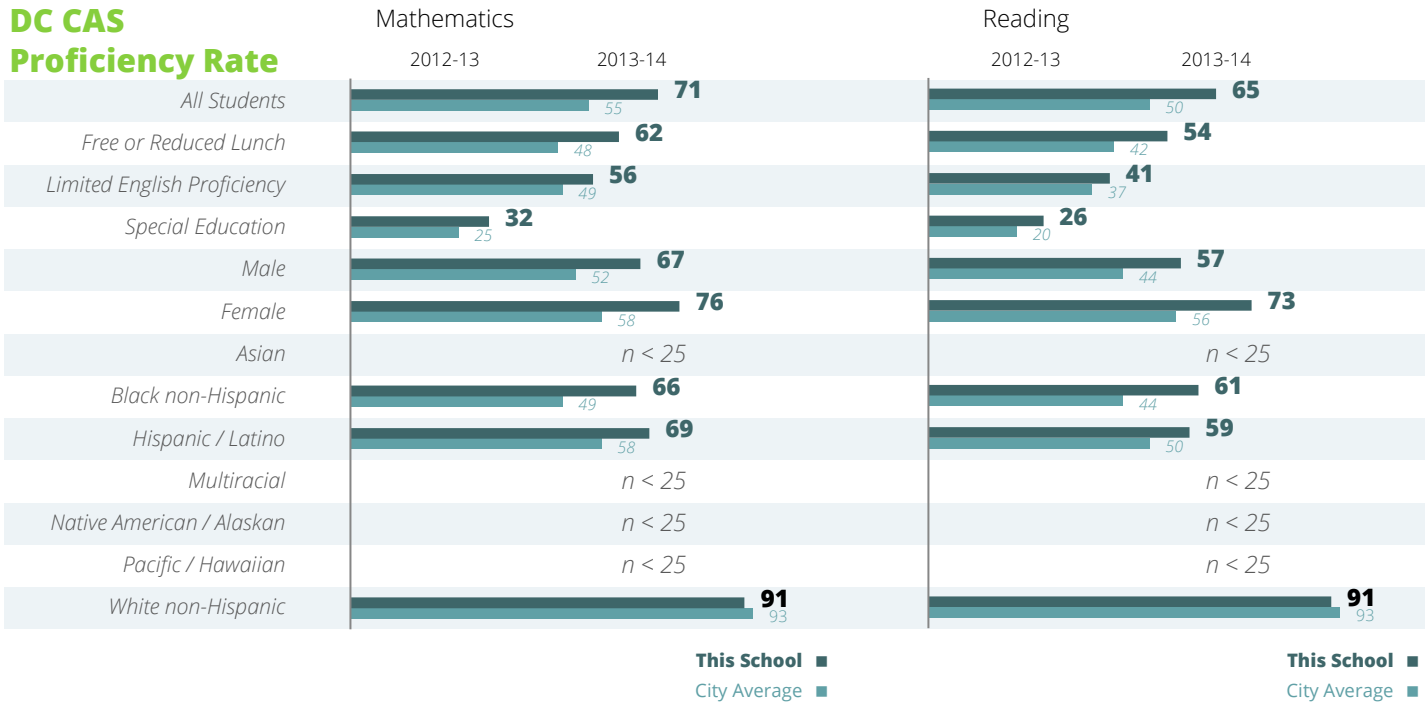 DC CAS
Proficiency Rate
Mathematics Reading
2012-13 2013-14 2012-13 2013-14
All Students 71 65
55 50
Free or Reduced Lunch 62 54
48 42
Limited English Proficiency 56 41
49 37
Special Education 32 26
25 20
Male 67 57
52 44
Female 76 73
58 56
Asian n < 25 n < 25
Black non-Hispanic 66 61
49 44
Hispanic / Latino 69 59
58 50
Multiracial n < 25 n < 25
Native American / Alaskan n < 25 n < 25
Pacific / Hawaiian n < 25 n < 25
White non-Hispanic 91 91
93 93
This School This School
City Average City Average